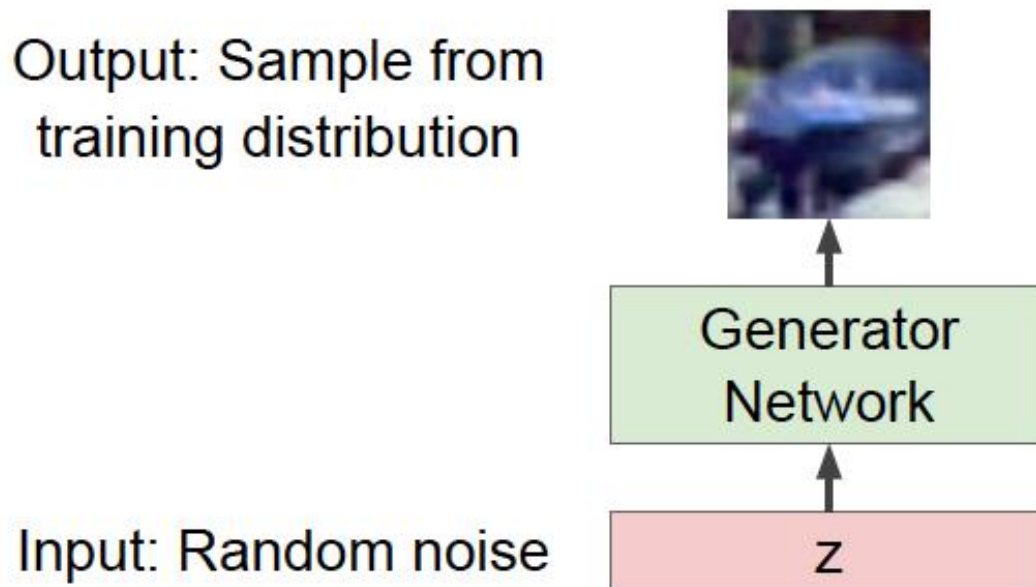 Output: Sample from
training distribution
Generator
Network
Input: Random noise
z